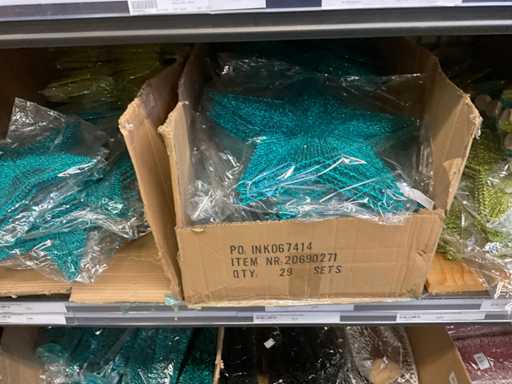 PO. INK067414
ITEM NR.20690271
QTY. 29 SETS